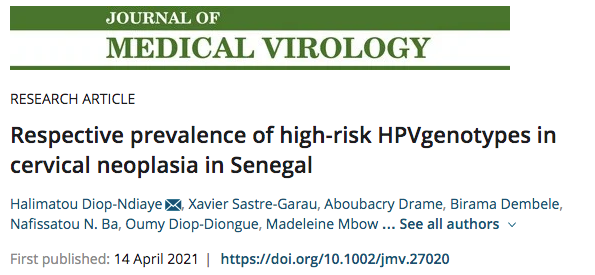 JOURNAL OF
MEDICAL VIROLOGY
RESEARCH ARTICLE
Respective prevalence of high-risk HPVgenotypes in
cervical neoplasia in Senegal
Halimatou Diop-Ndiaye, Xavier Sastre-Garau, Aboubacry Drame, Birama Dembele,
Nafissatou N. Ba, Oumy Diop-Diongue, Madeleine Mbow ... See all authors
First published: 14 April 2021 | https://doi.org/10.1002/jmv.27020